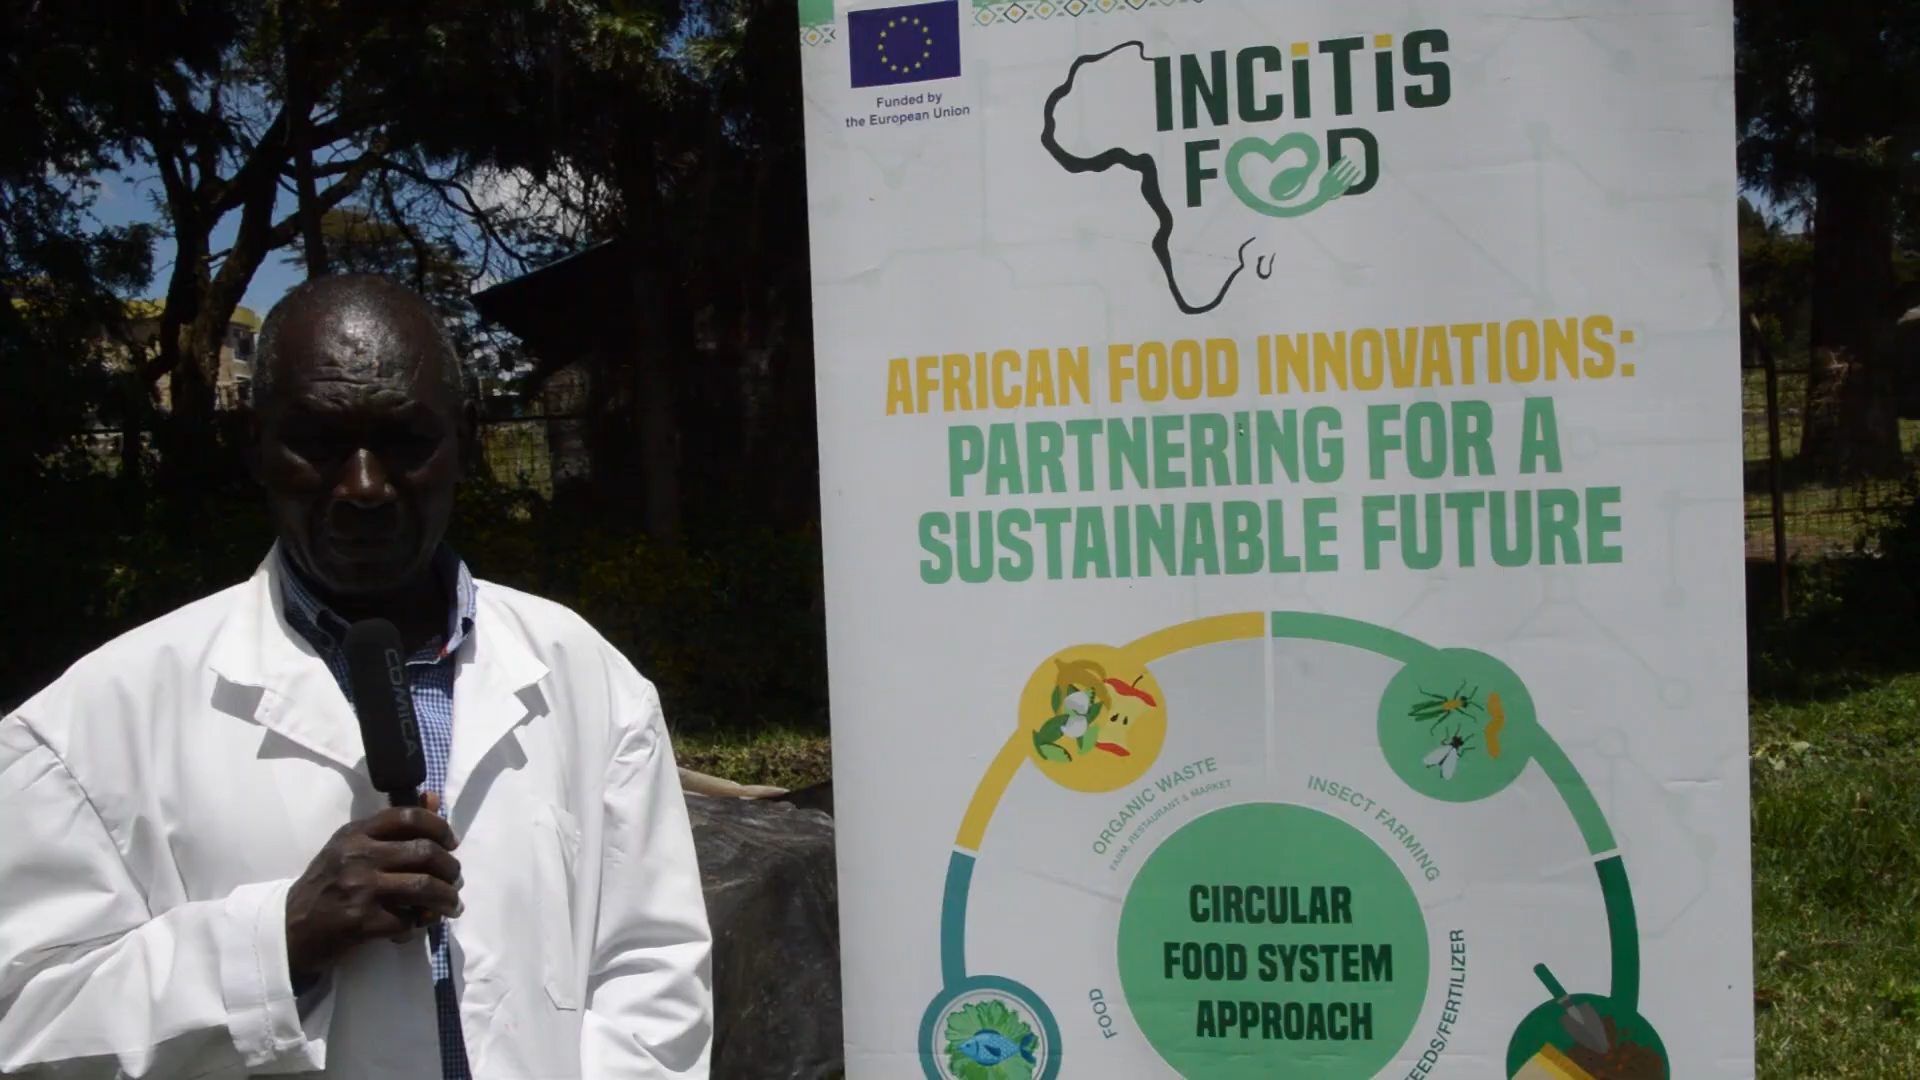 Funded by
the European Union
INCiTiS
FOOD
AFRICAN FOOD INNOVATIONS:
PARTNERING FOR A
SUSTAINABLE FUTURE
ORGANIC WASTE
FARM, RESTAURANT & MARKET
INSECT FARMING
CIRCULAR
FOOD SYSTEM
APPROACH
FOOD
FEEDS/FERTILIZER
COMICA